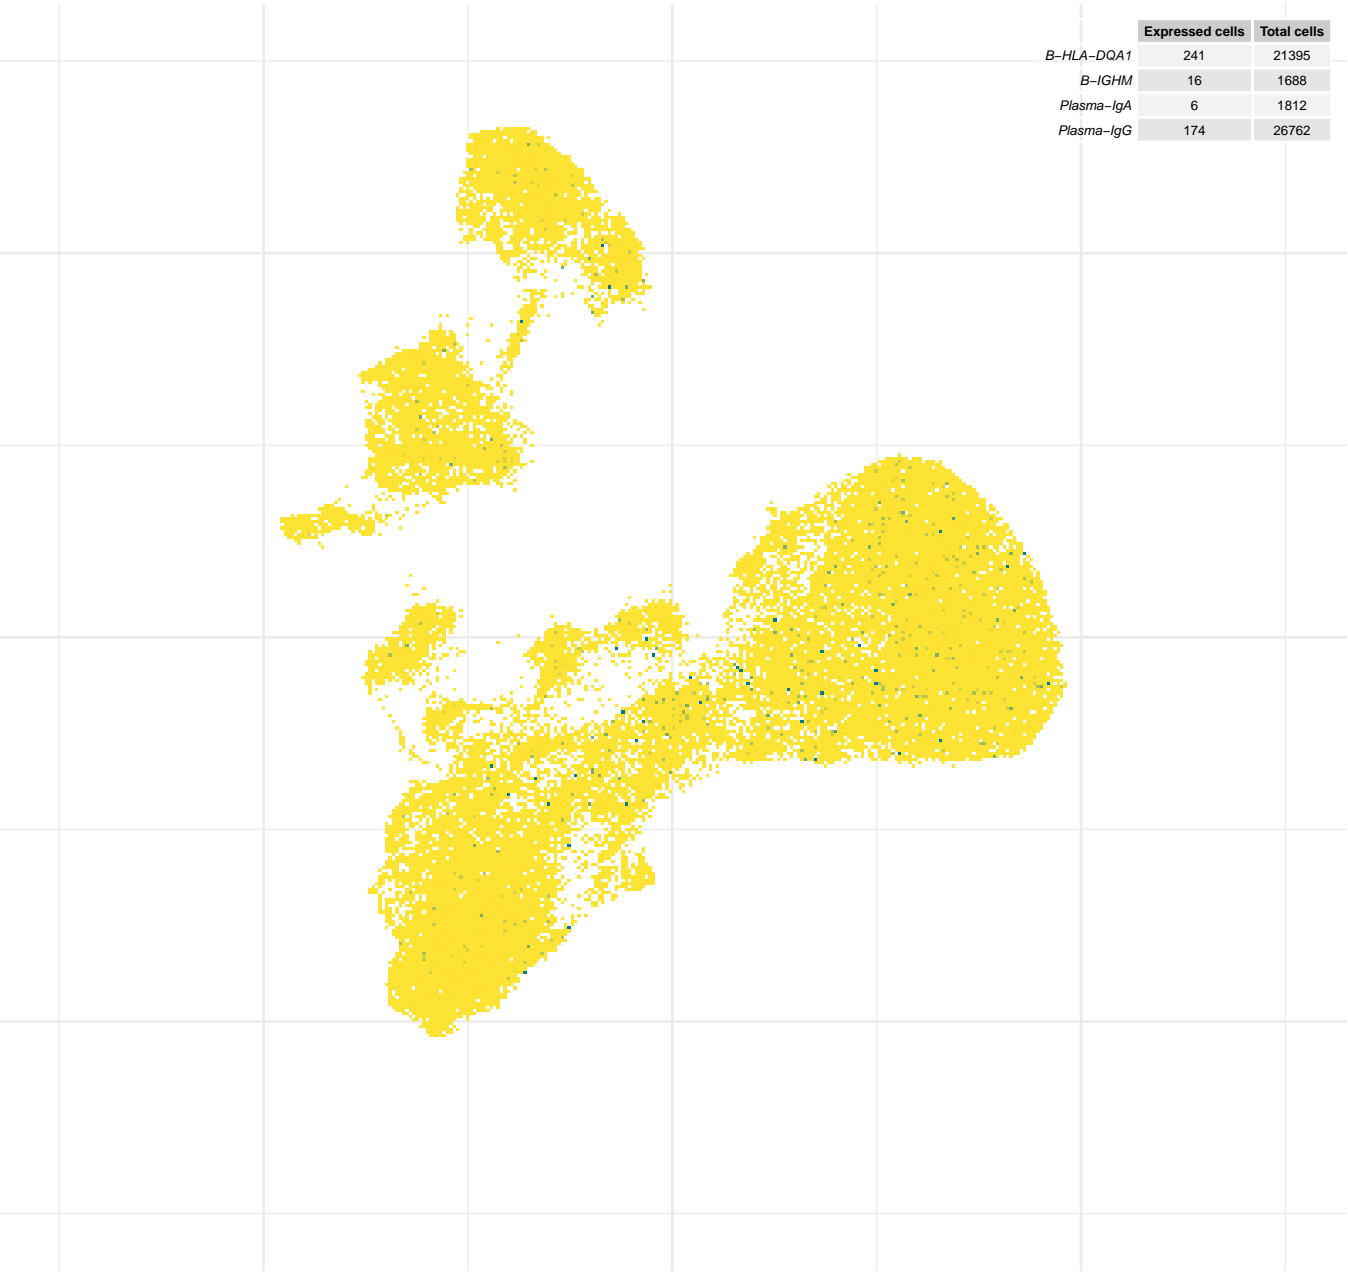 Expressed cells Total cells
B−HLA−DQA1 241 21395
B−IGHM 16 1688
Plasma−IgA 6 1812
Plasma−IgG 174 26762